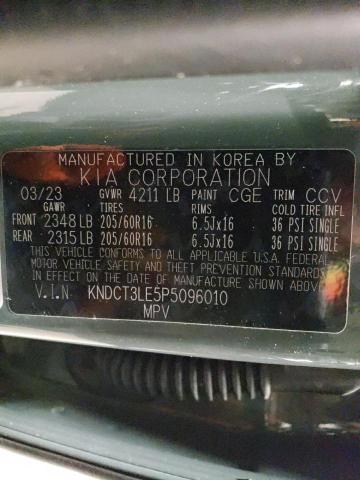 MANUFACTURED IN KOREA BY
KIA CORPORATION
03/23 GVWR 4211 LB PAINT CGE TRIM CCV
GAWR TIRES RIMS COLD TIRE INFL
FRONT 2348 LB 205/60R16 6.5Jx16 36 PSI SINGLE
REAR 2315 LB 205/60R16 6.5Jx16 36 PSI SINGLE
THIS VEHICLE CONFORMS TO ALL APPLICABLE U.S.A. FEDERAL
MOTOR VEHICLE SAFETY AND THEFT PREVENTION STANDARDS
IN EFFECT ON THE DATE OF MANUFACTURE SHOWN ABOVE.
V.I.N KNDCT3LE5P5096010
MPV